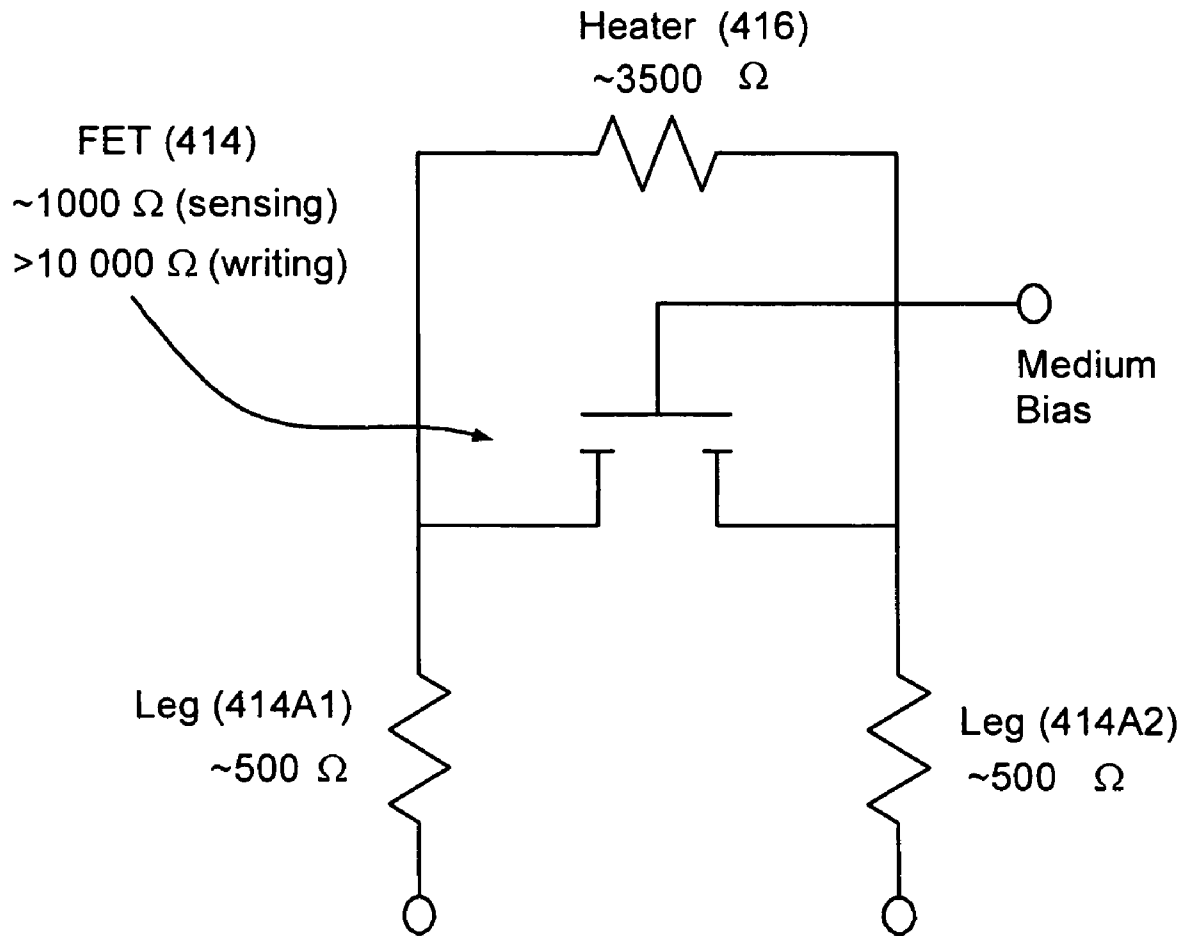 Heater (416)
~3500 Ω
FET (414)
~1000 Ω (sensing)
>10 000 Ω (writing)
Medium
Bias
Leg (414A1)
~500 Ω
Leg (414A2)
~500 Ω